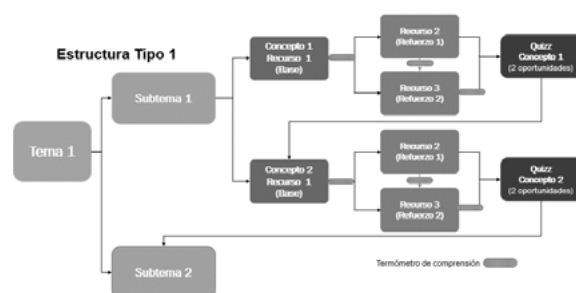 Estructura Tipo 1
Tema 1
Subtema 1
Concepto 1
Recurso 1
(Base)
Recurso 2
(Refuerzo 1)
Recurso 3
(Refuerzo 2)
Quizz
Concepto 1
(2 oportunidades)
Concepto 2
Recurso 1
(Base)
Recurso 2
(Refuerzo 1)
Recurso 3
(Refuerzo 2)
Quizz
Concepto 2
(2 oportunidades)
Subtema 2
Termómetro de comprensión